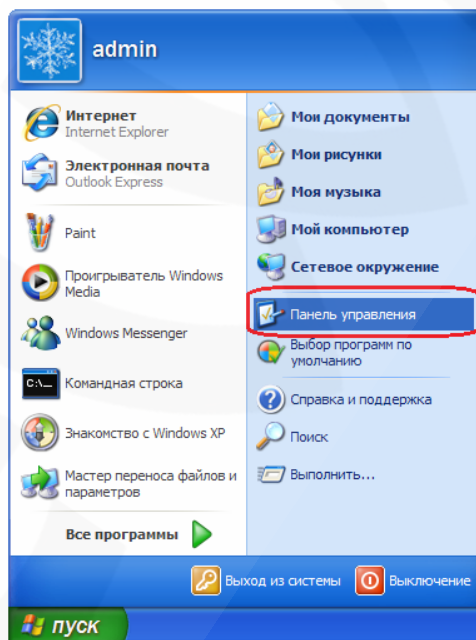 admin
Интернет
Internet Explorer
Электронная почта
Outlook Express
Paint
Проигрыватель Windows
Media
Windows Messenger
C:\_
Командная строка
Знакомство с Windows XP
Мастер переноса файлов и
параметров
Все программы
Мои документы
Мои рисунки
Моя музыка
Мой компьютер
Сетевое окружение
Панель управления
Выбор программ по
умолчанию
Справка и поддержка
Поиск
Выполнить...
Выход из системы
Выключение
пуск